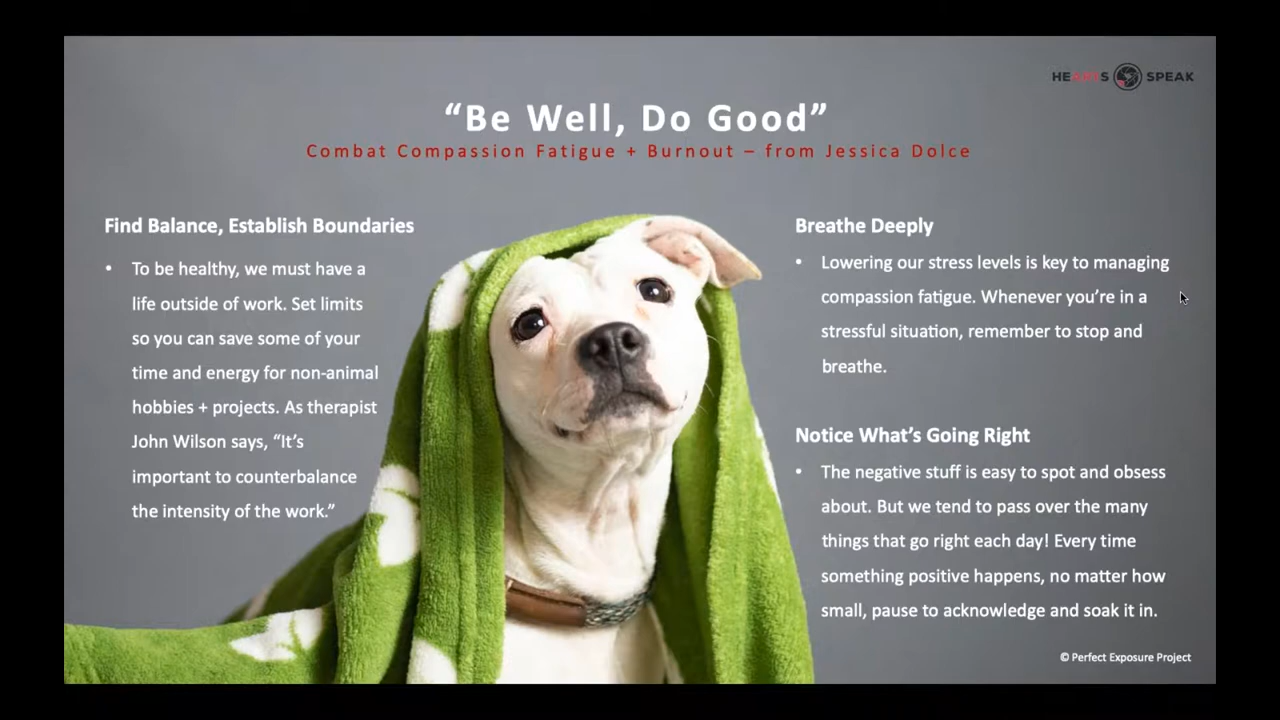 HEARTS SPEAK
“Be Well, Do Good”
Combat Compassion Fatigue + Burnout – from Jessica Dolce
Find Balance, Establish Boundaries
• To be healthy, we must have a
life outside of work. Set limits
so you can save some of your
time and energy for non-animal
hobbies + projects. As therapist
John Wilson says, “It’s
important to counterbalance
the intensity of the work.”
Breathe Deeply
• Lowering our stress levels is key to managing
compassion fatigue. Whenever you’re in a
stressful situation, remember to stop and
breathe.
Notice What’s Going Right
• The negative stuff is easy to spot and obsess
about. But we tend to pass over the many
things that go right each day! Every time
something positive happens, no matter how
small, pause to acknowledge and soak it in.
© Perfect Exposure Project